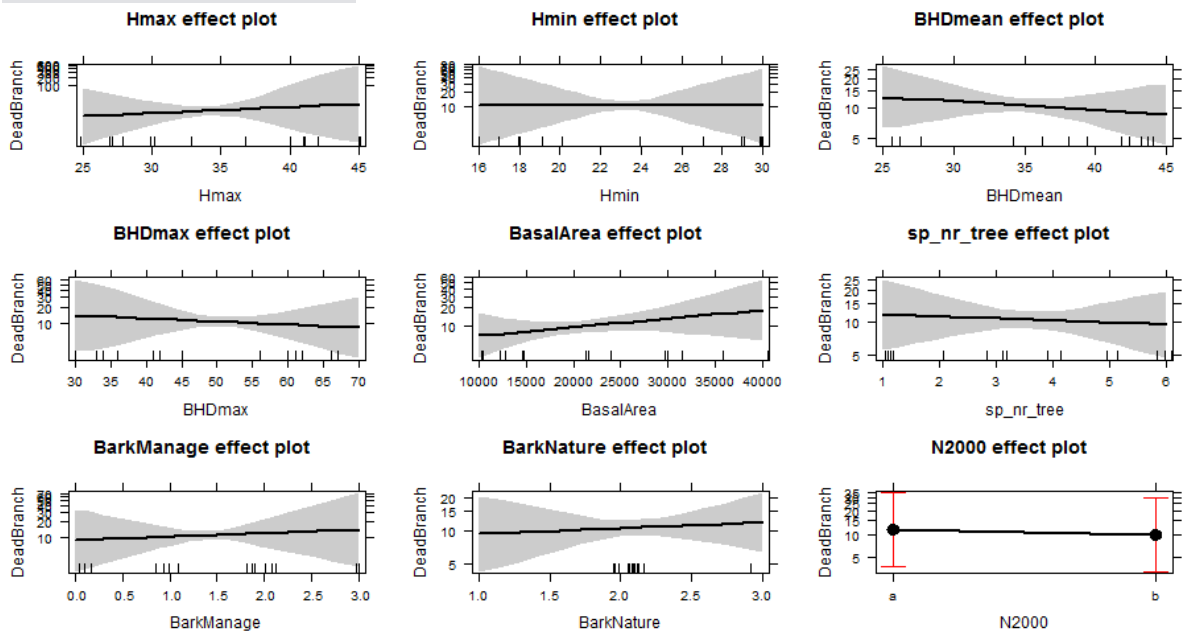 Hmax effect plot
DeadBranch
100
25 30 35 40 45
Hmax
Hmin effect plot
DeadBranch
20
10
16 18 20 22 24 26 28 30
Hmin
BHDmean effect plot
DeadBranch
25
20
15
10
5
25 30 35 40 45
BHDmean
BHDmax effect plot
DeadBranch
30
20
10
30 35 40 45 50 55 60 65 70
BHDmax
BasalArea effect plot
DeadBranch
30
20
10
10000 15000 20000 25000 30000 35000 40000
BasalArea
sp_nr_tree effect plot
DeadBranch
25
20
15
10
5
1 2 3 4 5 6
sp_nr_tree
BarkManage effect plot
DeadBranch
20
10
0.0 0.5 1.0 1.5 2.0 2.5 3.0
BarkManage
BarkNature effect plot
DeadBranch
20
15
10
5
1.0 1.5 2.0 2.5 3.0
BarkNature
N2000 effect plot
DeadBranch
20
15
10
5
a b
N2000